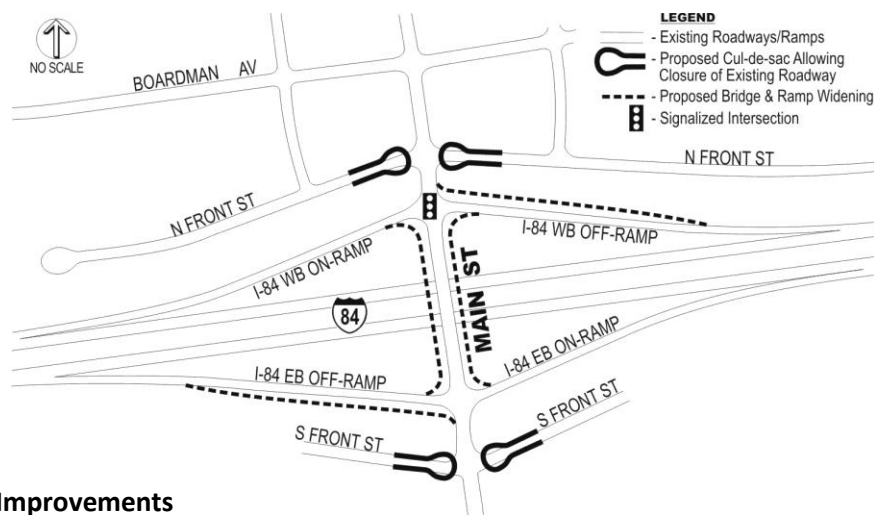 LEGEND
- Existing Roadways/Ramps
- Proposed Cul-de-sac Allowing
Closure of Existing Roadway
- Proposed Bridge & Ramp Widening
- Signalized Intersection
NO SCALE
BOARDMAN AV
N FRONT ST
N FRONT ST
I-84 WB OFF-RAMP
I-84 WB ON-RAMP
MAIN ST
84
I-84 EB ON-RAMP
I-84 EB OFF-RAMP
S FRONT ST
S FRONT ST
Improvements